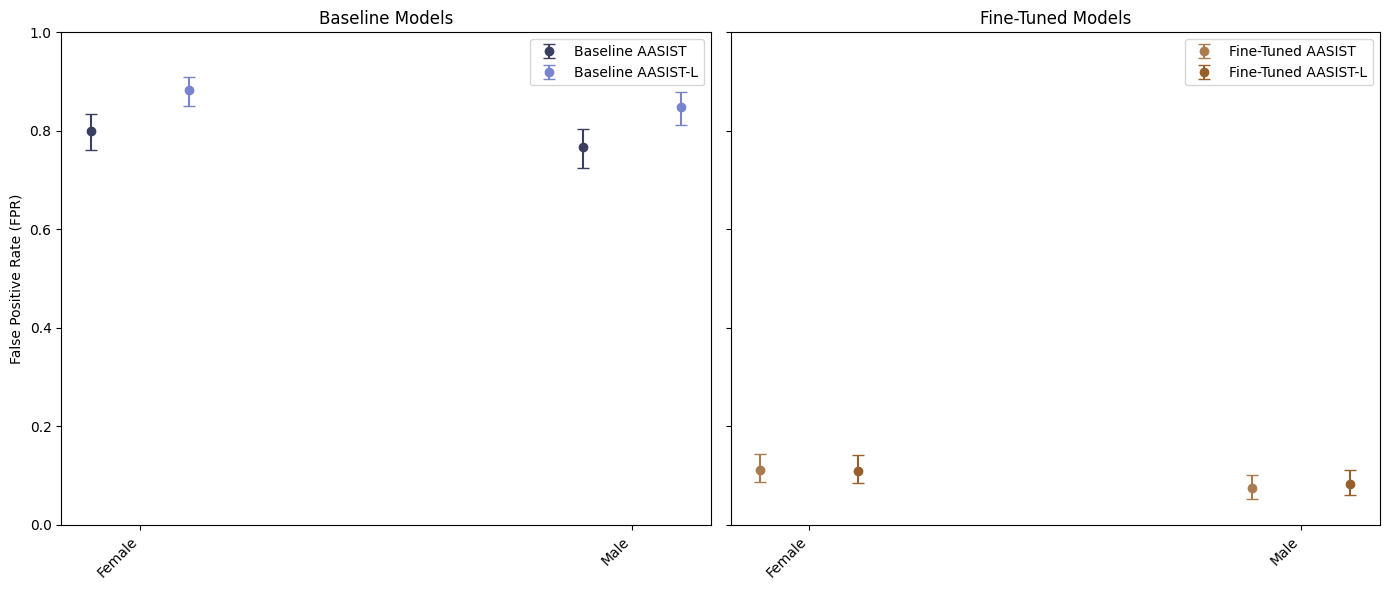 Baseline Models
Baseline AASIST
Baseline AASIST-L
False Positive Rate (FPR)
1.0
0.8
0.6
0.4
0.2
0.0
Female
Male
Fine-Tuned Models
Fine-Tuned AASIST
Fine-Tuned AASIST-L
Female
Male